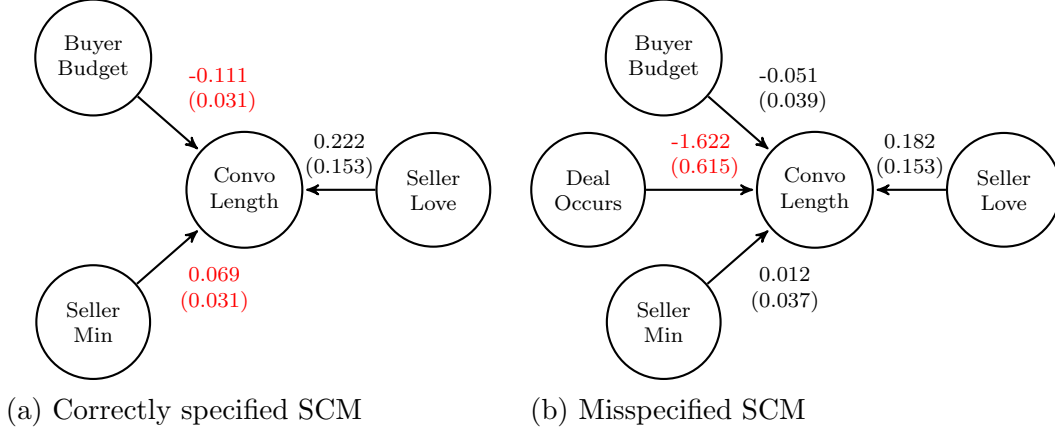 Buyer
Budget
-0.111
(0.031)
0.222
(0.153)
Convo
Length
Seller
Love
0.069
(0.031)
Seller
Min
(a) Correctly specified SCM
Buyer
Budget
-0.051
(0.039)
-1.622
(0.615)
0.182
(0.153)
Deal
Occurs
Convo
Length
Seller
Love
0.012
(0.037)
Seller
Min
(b) Misspecified SCM